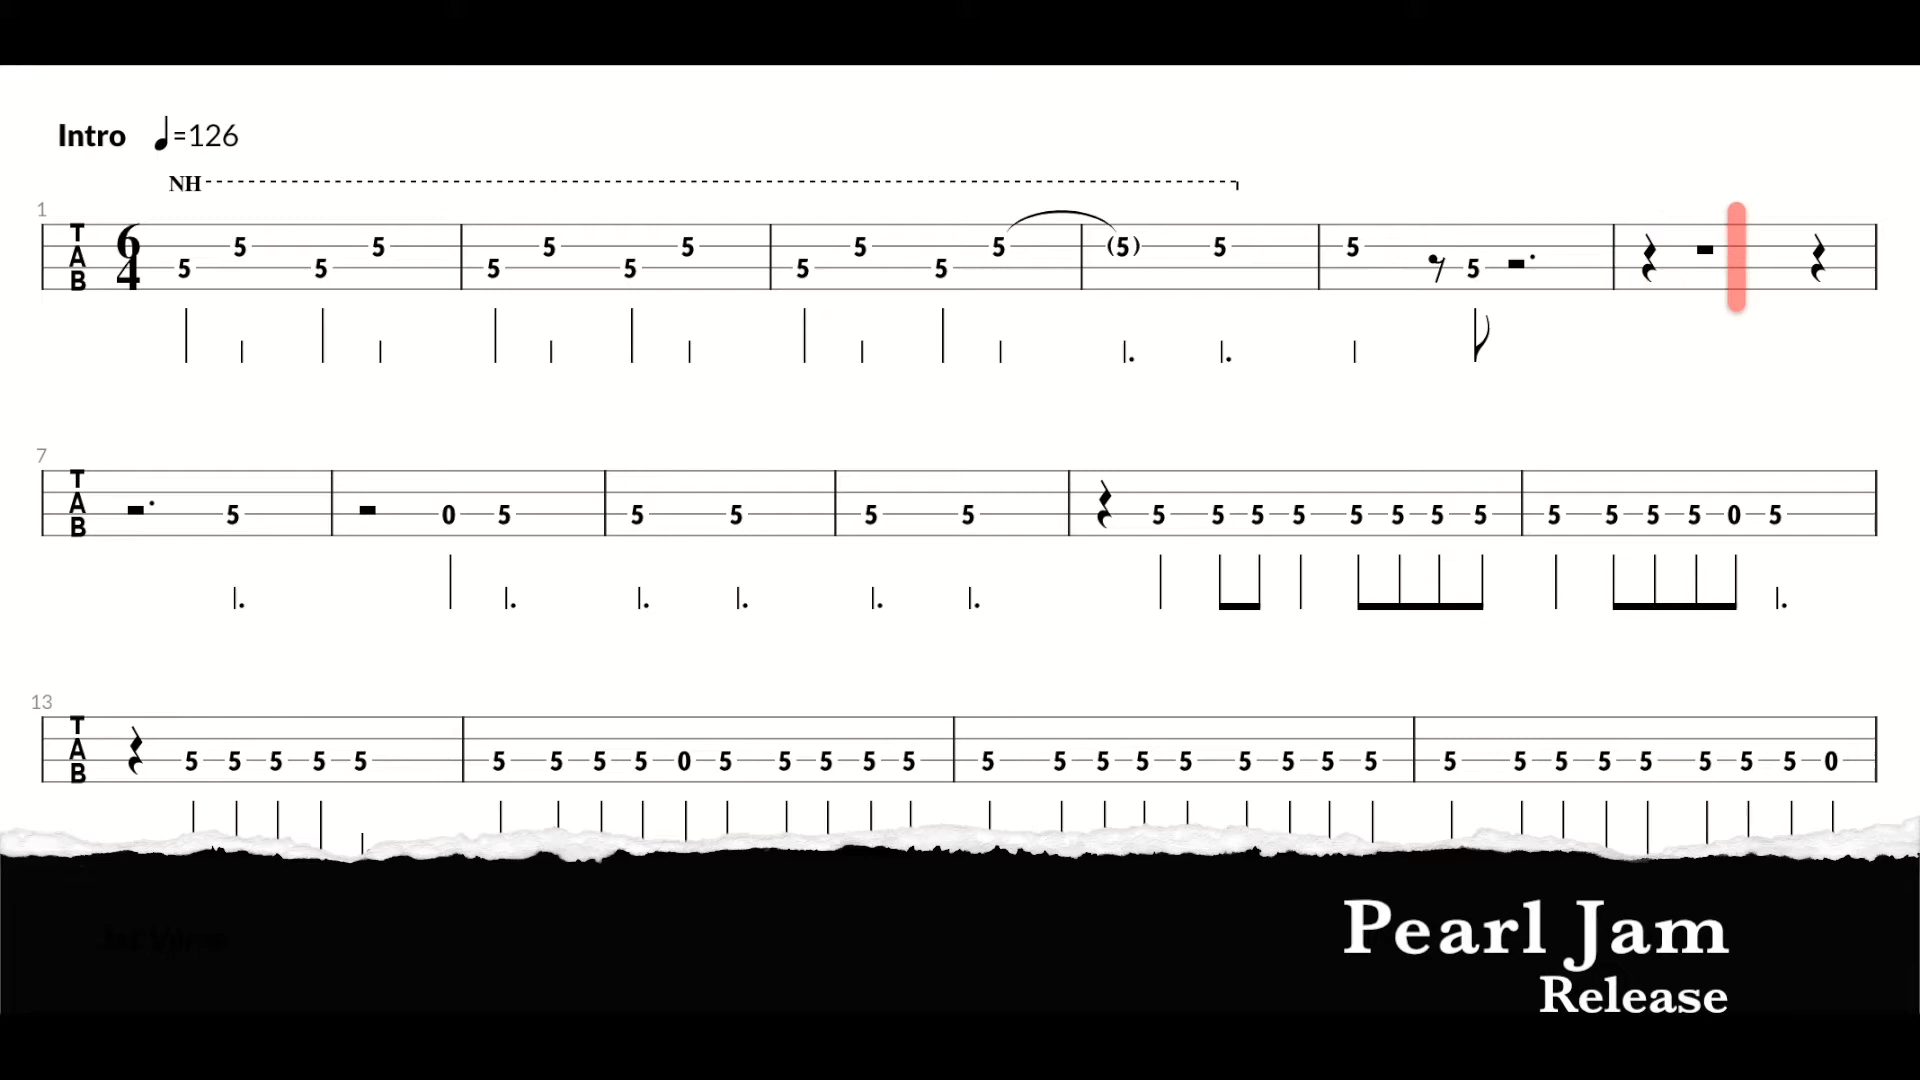 Intro ♩=126
NH
1
T A B 6/4 5 5 5 5 5 5 5 5 5 5 5 5 (5) 5 5 5
7
T A B 5 0 5 5 5 5 5 5 5 5 5 5 5 5 5 5 5 5 5 0 5
13
T A B 5 5 5 5 5 5 5 5 5 0 5 5 5 5 5 5 5 5 5 5 5 5 5 5 5 5 5 5 5 5 5 5 0
Pearl Jam
Release